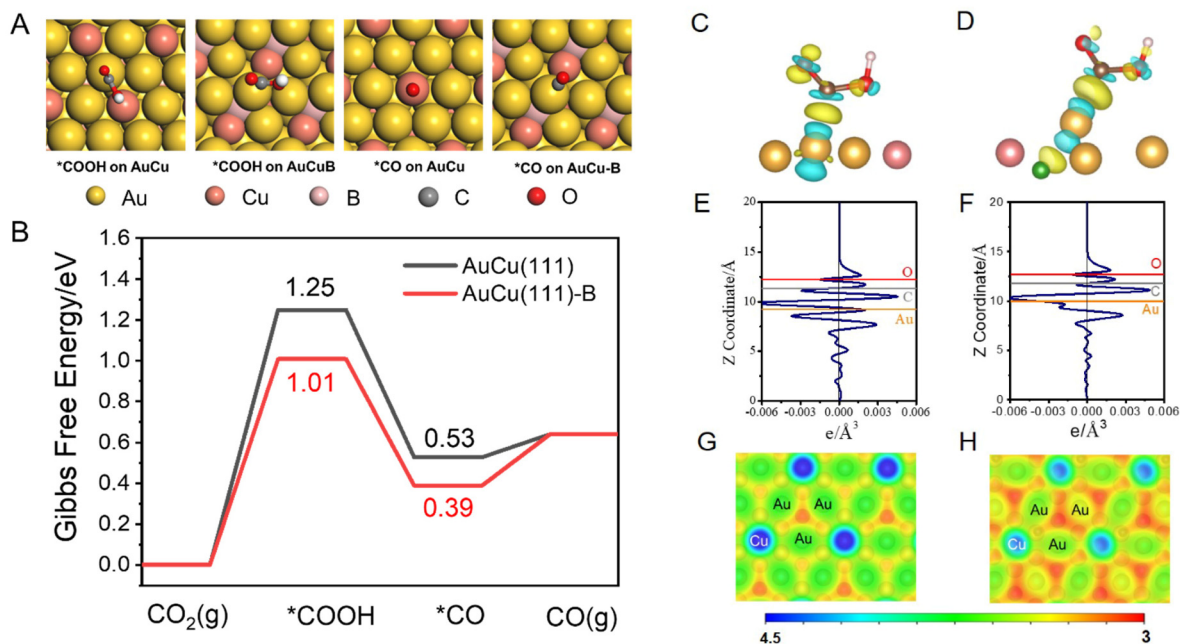 A
*COOH on AuCu
*COOH on AuCuB
*CO on AuCu
*CO on AuCu-B
Au
Cu
B
C
O
B
Gibbs Free Energy/eV
1.6
1.4
1.2
1.0
0.8
0.6
0.4
0.2
0.0
AuCu(111)
AuCu(111)-B
1.25
1.01
0.53
0.39
CO₂(g)
*COOH
*CO
CO(g)
C
D
E
Z Coordinate/Å
20
15
10
5
0
O
C
Au
-0.006 -0.003 0.000 0.003 0.006
e/Å³
F
Z Coordinate/Å
20
15
10
5
0
O
C
Au
-0.006 -0.003 0.000 0.003 0.006
e/Å³
G
Au Au
Cu Au
H
Au Au
Cu Au
4.5 3